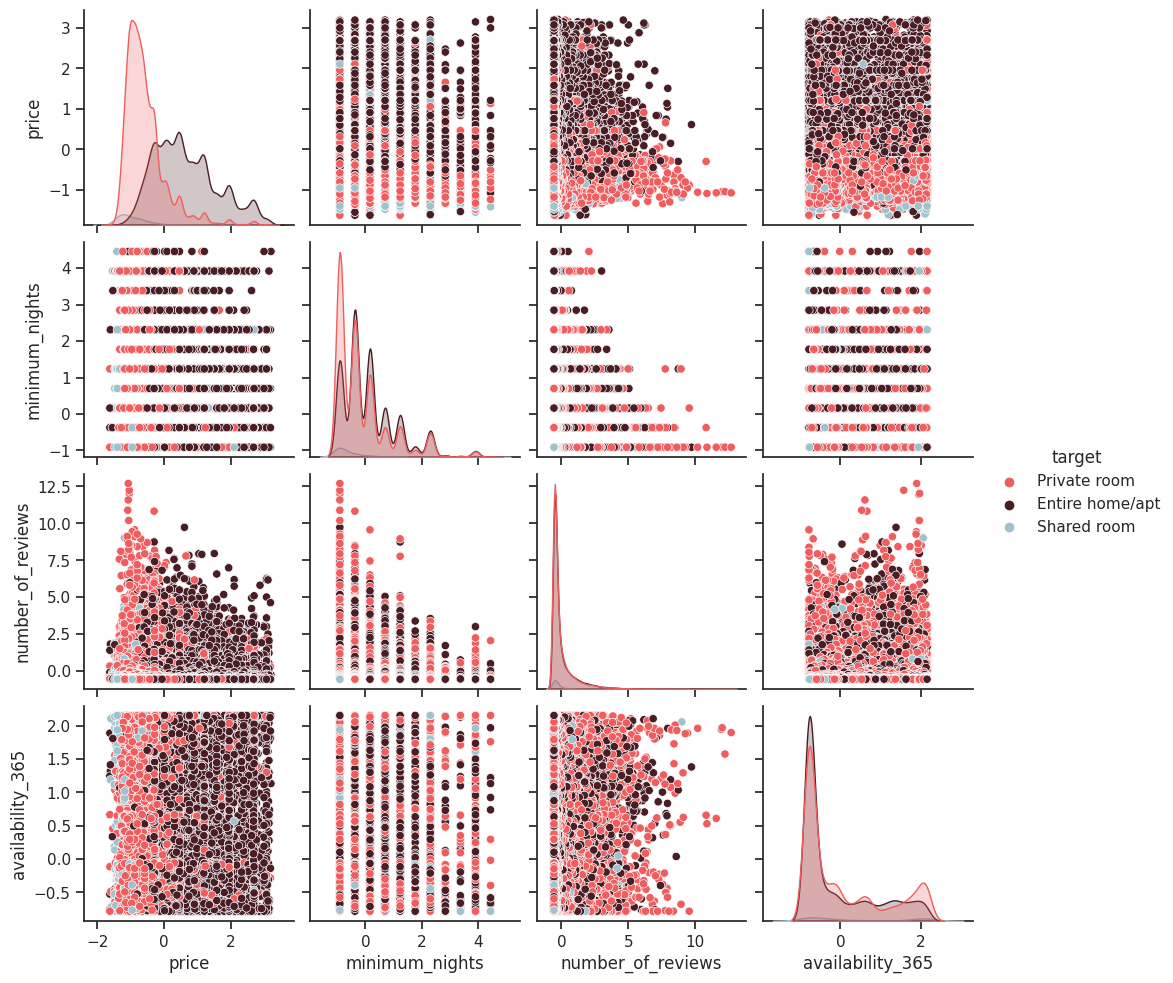 3
2
1
0
−1
price
4
3
2
1
0
−1
minimum_nights
12.5
10.0
7.5
5.0
2.5
0.0
number_of_reviews
2.0
1.5
1.0
0.5
0.0
−0.5
availability_365
−2 0 2
price
0 2 4
minimum_nights
0 5 10
number_of_reviews
0 2
availability_365
target
Private room
Entire home/apt
Shared room